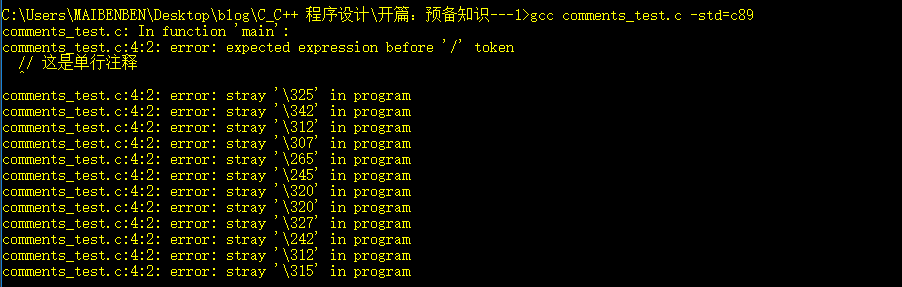 C:\Users\MAIBENBEN\Desktop\blog\C_C++ 程序设计\开篇：预备知识---1>gcc comments_test.c -std=c89
comments_test.c: In function 'main':
comments_test.c:4:2: error: expected expression before '/' token
// 这是单行注释
^
comments_test.c:4:2: error: stray '\325' in program
comments_test.c:4:2: error: stray '\342' in program
comments_test.c:4:2: error: stray '\312' in program
comments_test.c:4:2: error: stray '\307' in program
comments_test.c:4:2: error: stray '\265' in program
comments_test.c:4:2: error: stray '\245' in program
comments_test.c:4:2: error: stray '\320' in program
comments_test.c:4:2: error: stray '\320' in program
comments_test.c:4:2: error: stray '\327' in program
comments_test.c:4:2: error: stray '\242' in program
comments_test.c:4:2: error: stray '\312' in program
comments_test.c:4:2: error: stray '\315' in program